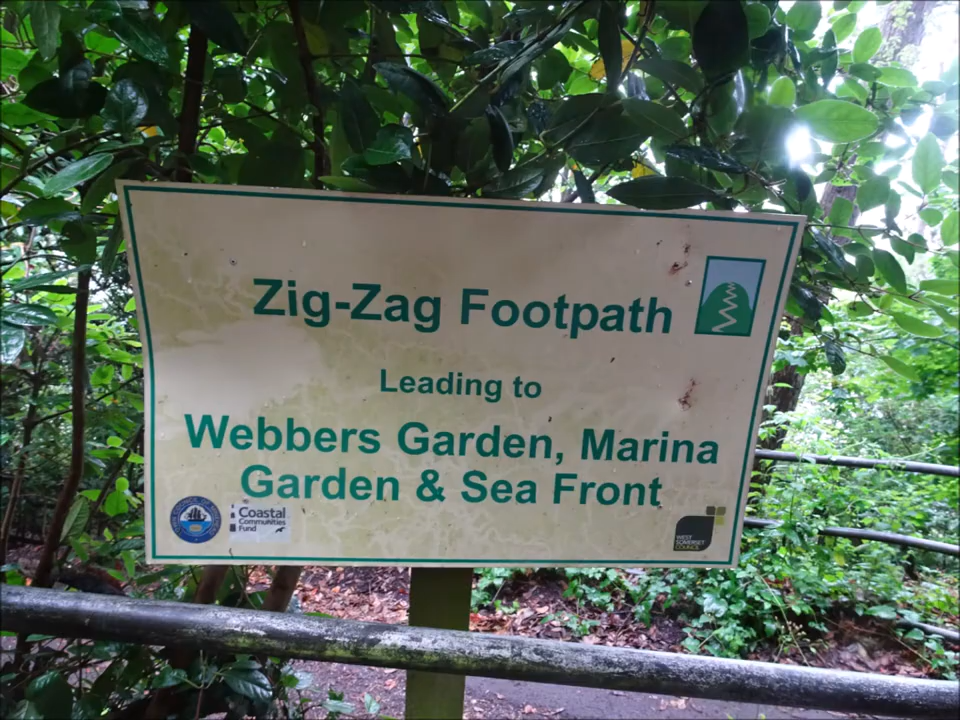 Zig-Zag Footpath
Leading to
Webbers Garden, Marina
Garden & Sea Front
Coastal
Communities
Fund
WEST
SOMERSET
COUNCIL